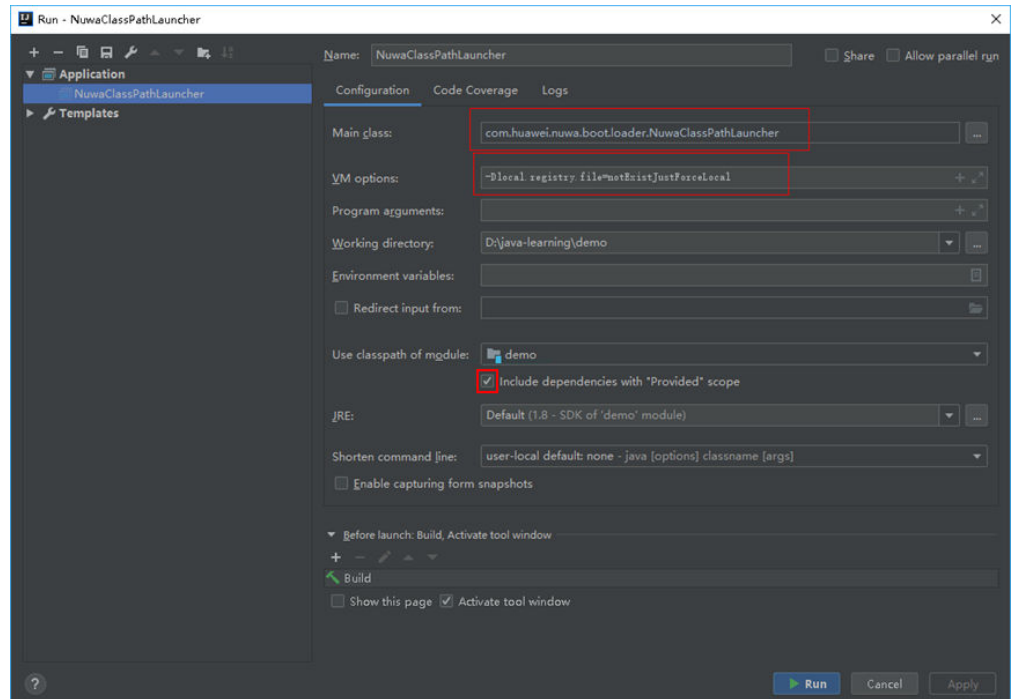 Run - NuwaClassPathLauncher
Application
NuwaClassPathLauncher
Templates
Name: NuwaClassPathLauncher
Share Allow parallel run
Configuration Code Coverage Logs
Main class: com.huawei.nuwa.boot.loader.NuwaClassPathLauncher ...
VM options: -Dlocal.registry.file=notExistJustForceLocal
Program arguments:
Working directory: D:\java-learning\demo ...
Environment variables:
Redirect input from:
Use classpath of module: demo
Include dependencies with "Provided" scope
JRE: Default (1.8 - SDK of 'demo' module) ...
Shorten command line: user-local default: none - java [options] classname [args]
Enable capturing form snapshots
Before launch: Build, Activate tool window
Build
Show this page Activate tool window
? Run Cancel Apply